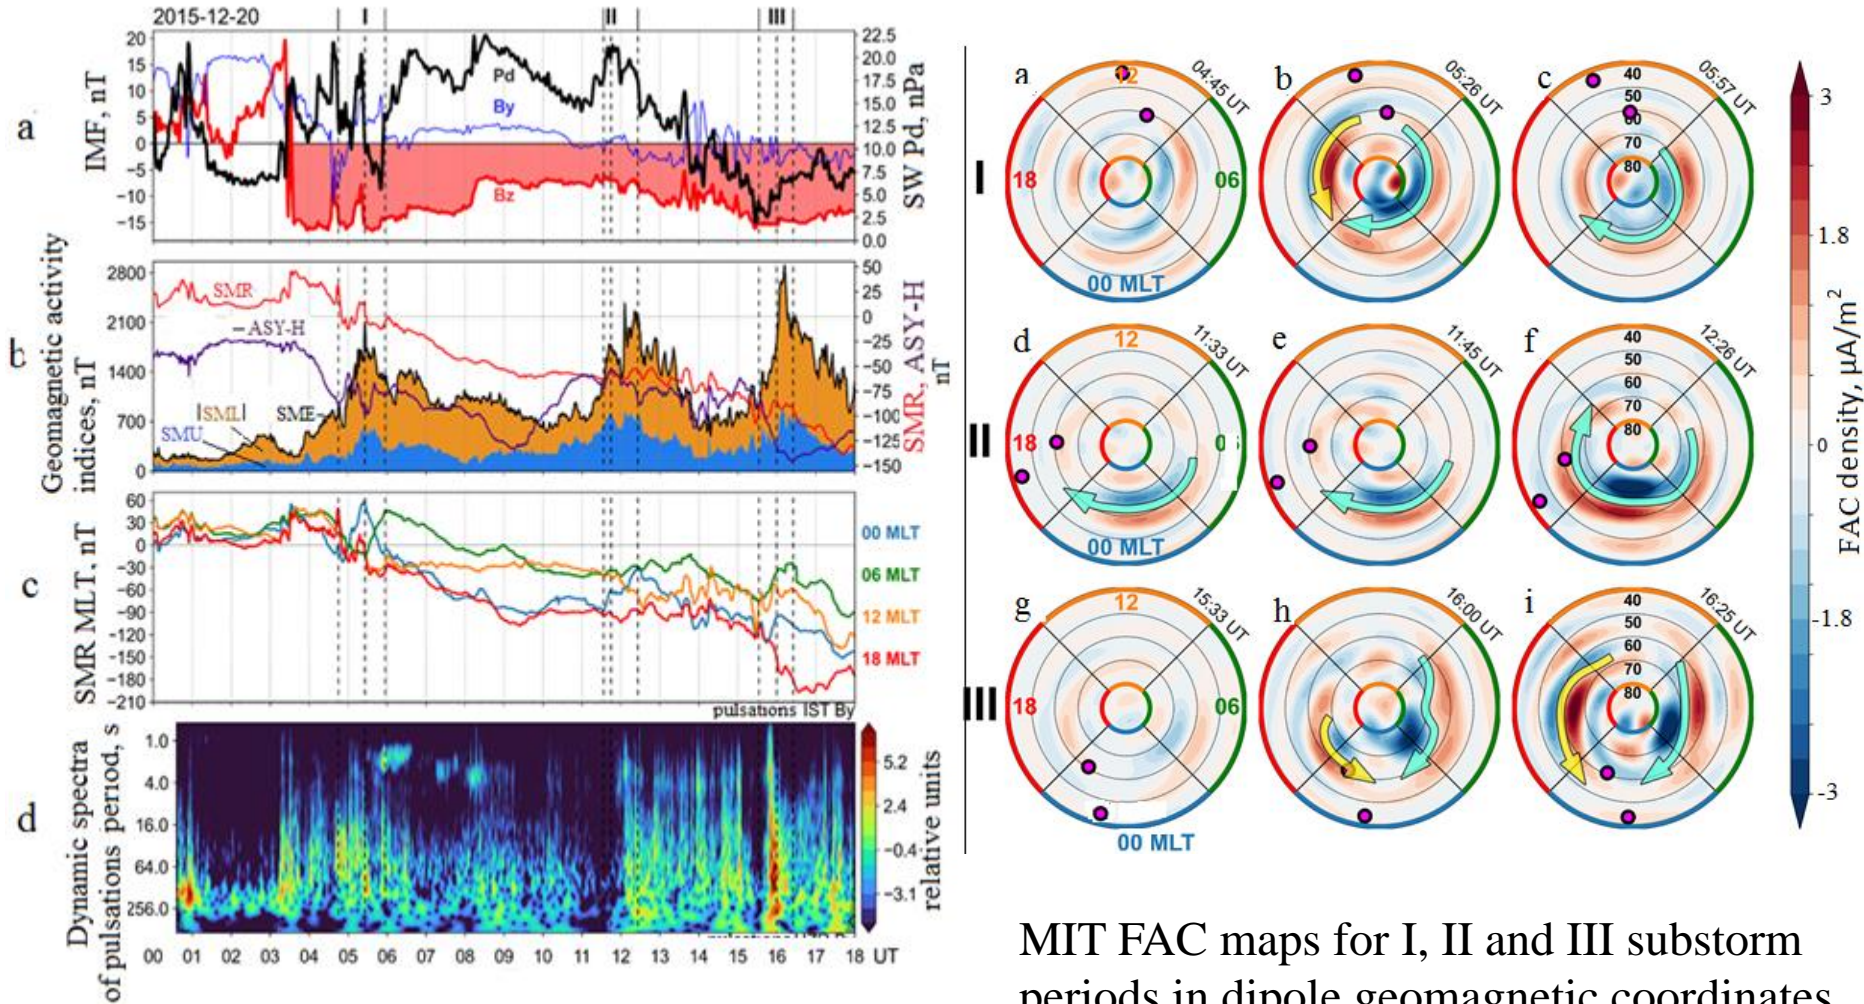 2015-12-20
I
II
III
a
IMF, nT
20
15
10
5
0
−5
−10
−15
Pd
By
Bz
22.5
20.0
17.5
15.0
12.5
10.0
7.5
5.0
2.5
0.0
SW Pd, nPa
Geomagnetic activity
indices, nT
2800
2100
1400
700
0
SMR
ASY-H
|SML|
SME
SMU
50
25
0
−25
−50
−75
−100
−125
−150
SMR, ASY-H
nT
c
SMR MLT. nT
60
30
0
−30
−60
−90
−120
−150
−180
−210
00 MLT
06 MLT
12 MLT
18 MLT
pulsations IST By
d
Dynamic spectra
of pulsations period, s
1.0
4.0
16.0
64.0
256.0
5.2
2.4
−0.4
−3.1
relative units
00 01 02 03 04 05 06 07 08 09 10 11 12 13 14 15 16 17 18 UT
I
a
12
04:45 UT
18
06
00 MLT
b
05:26 UT
c
05:57 UT
40
50
60
70
80
II
d
12
11:33 UT
18
00 MLT
e
11:45 UT
f
12:26 UT
40
50
60
70
80
III
g
12
15:33 UT
18
06
00 MLT
h
16:00 UT
i
16:25 UT
40
50
60
70
80
3
1.8
0
-1.8
-3
FAC density, μA/m²
MIT FAC maps for I, II and III substorm
periods in dipole geomagnetic coordinates